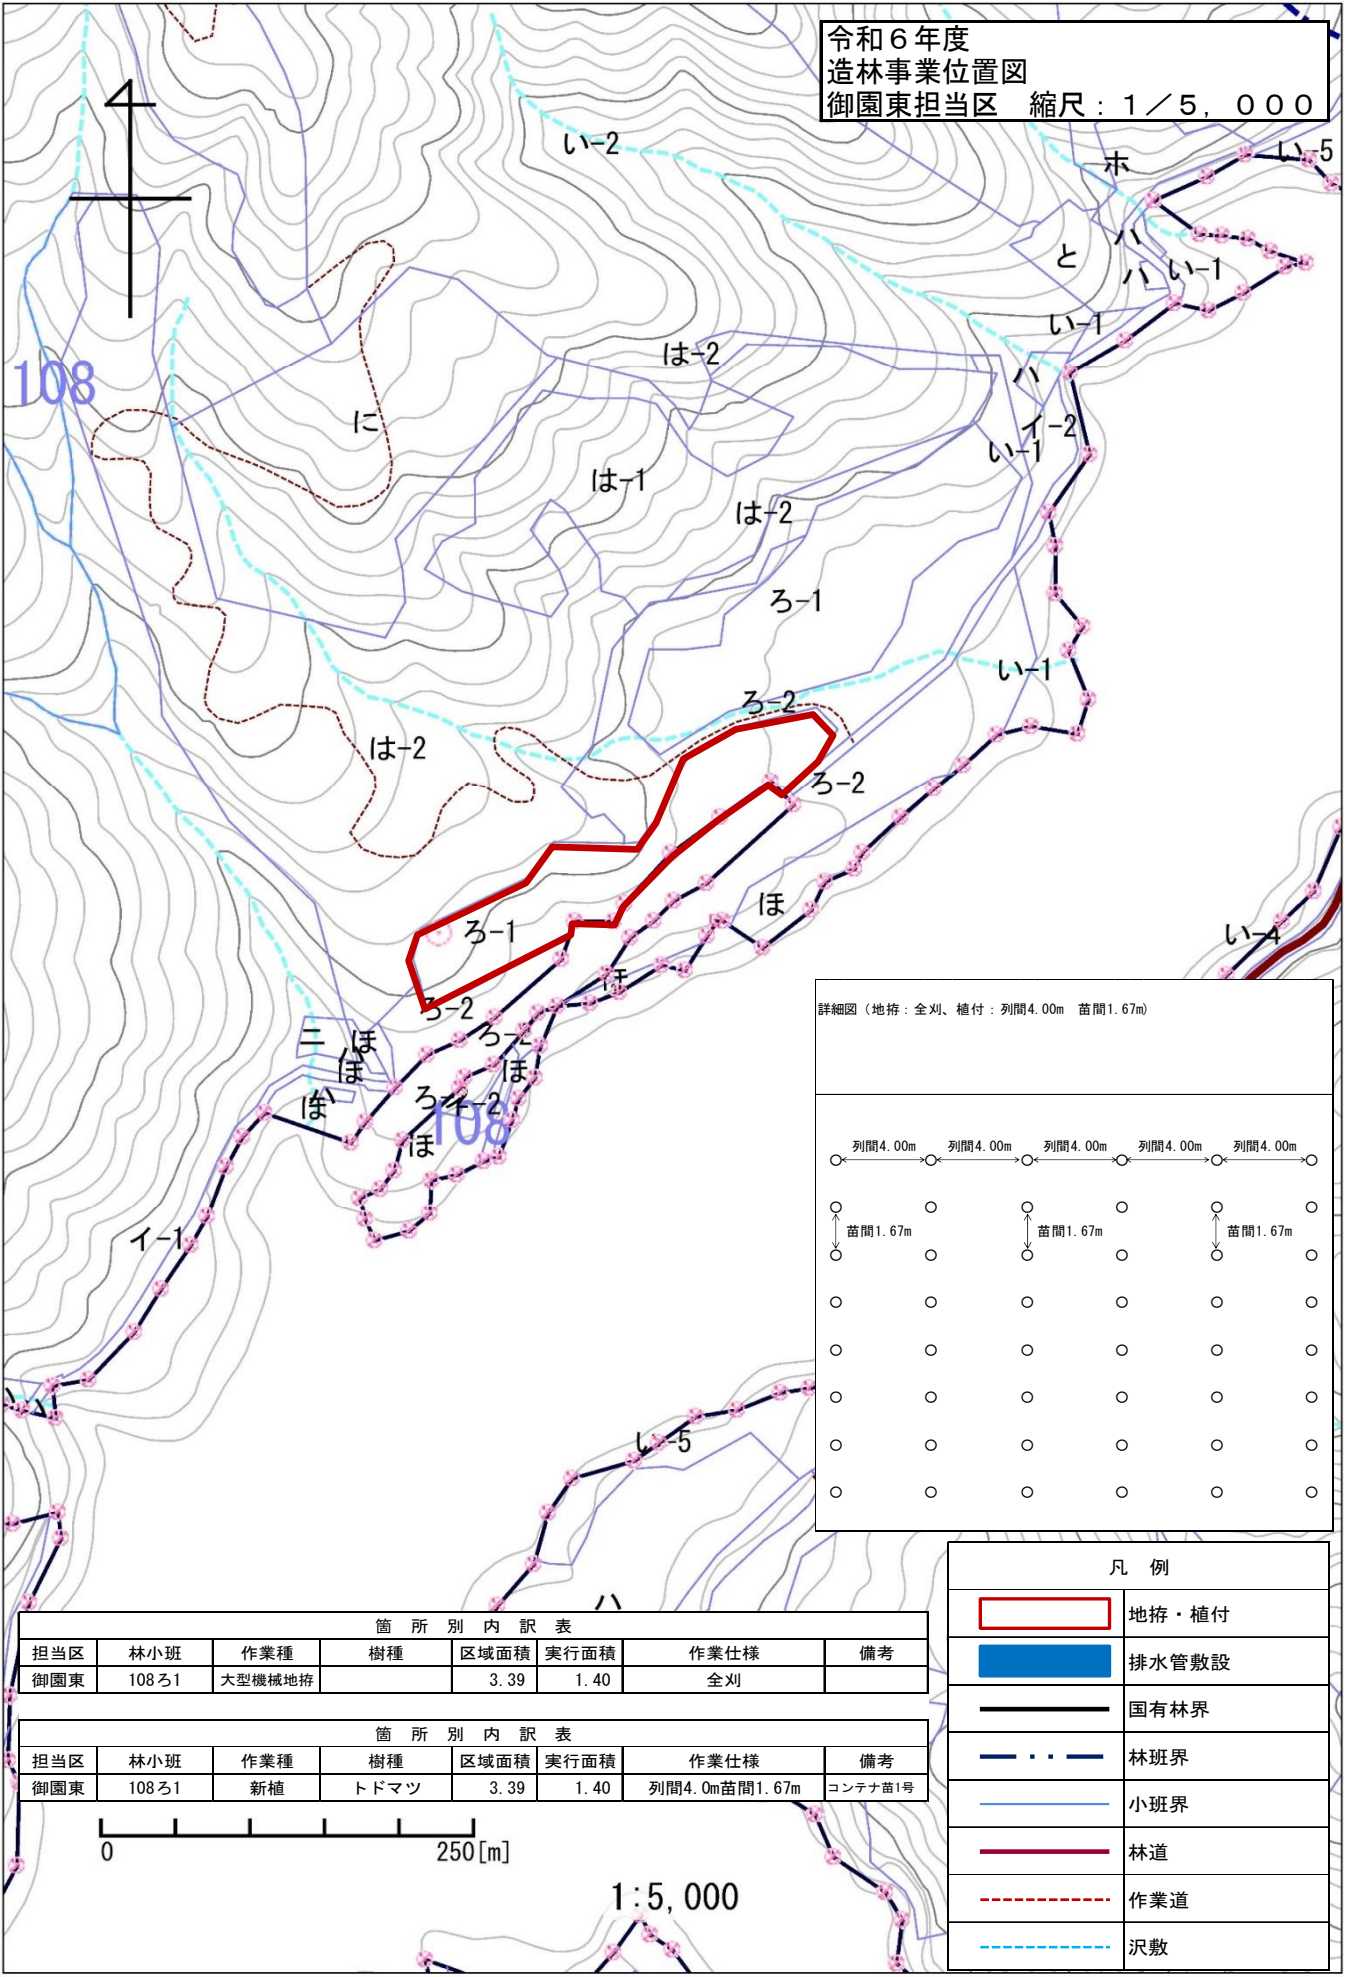 令和６年度
造林事業位置図
御園東担当区　縮尺：１／５，０００
い-2
ホ
い-5
ハ
と
ハ
い-1
い-1
は-2
108
ハ
に
イ-2
い-1
は-1
は-2
ろ-1
い-1
ろ-2
は-2
ろ-2
ほ
ろ-1
い-4
ほ
ろ-2
ニ
ほ
ハ
ろ-2
ほ
ほ
ハ
ほ
ろ-2
イ-2
108
ほ
イ-1
ハ
ハ
い-5
ハ
詳細図（地拵：全刈、植付：列間4.00m　苗間1.67m）
列間4.00m 列間4.00m 列間4.00m 列間4.00m 列間4.00m
苗間1.67m 苗間1.67m 苗間1.67m
箇所別内訳表
担当区 林小班 作業種 樹種 区域面積 実行面積 作業仕様 備考
御園東 108ろ1 大型機械地拵 3.39 1.40 全刈
箇所別内訳表
担当区 林小班 作業種 樹種 区域面積 実行面積 作業仕様 備考
御園東 108ろ1 新植 トドマツ 3.39 1.40 列間4.0m苗間1.67m コンテナ苗1号
0 250[m]
1:5,000
凡　例
地拵・植付
排水管敷設
国有林界
林班界
小班界
林道
作業道
沢敷